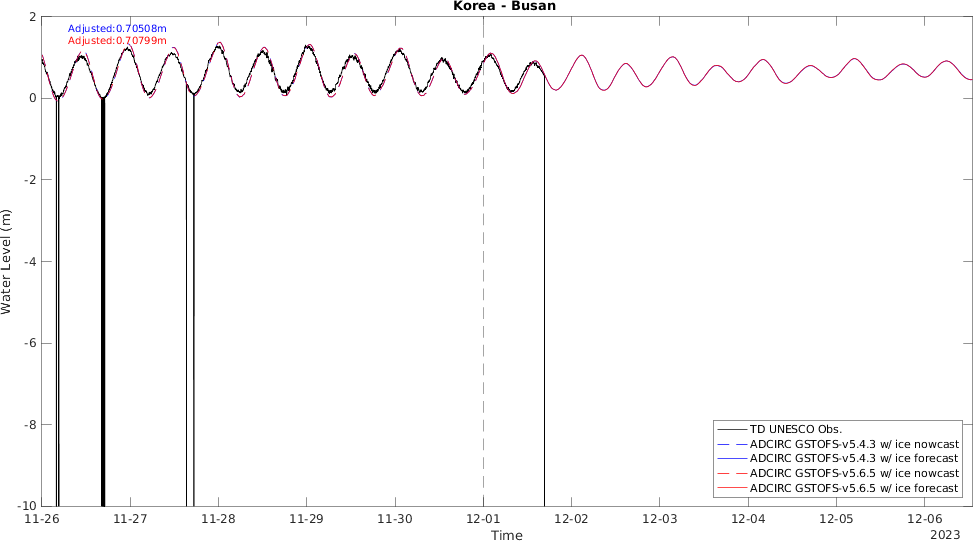 Korea - Busan
Adjusted:0.70508m
Adjusted:0.70799m
2
0
-2
-4
-6
-8
-10
Water Level (m)
11-26 11-27 11-28 11-29 11-30 12-01 12-02 12-03 12-04 12-05 12-06
Time
2023
TD UNESCO Obs.
ADCIRC GSTOFS-v5.4.3 w/ ice nowcast
ADCIRC GSTOFS-v5.4.3 w/ ice forecast
ADCIRC GSTOFS-v5.6.5 w/ ice nowcast
ADCIRC GSTOFS-v5.6.5 w/ ice forecast